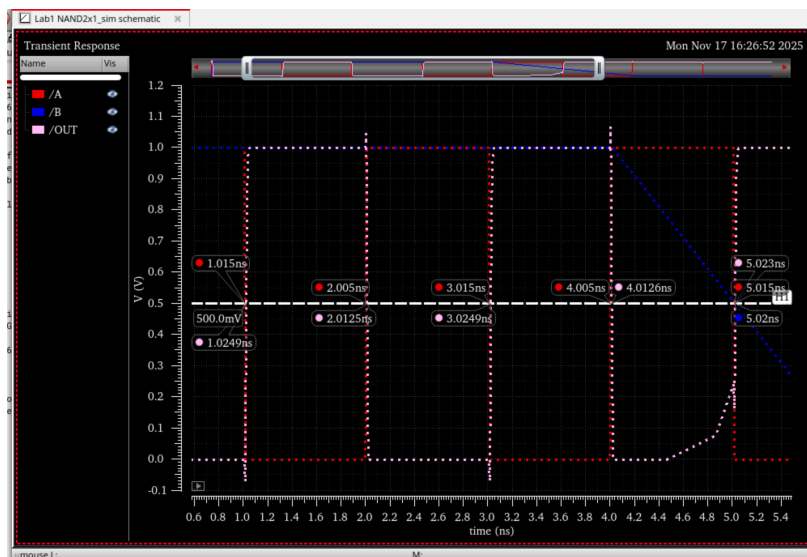 Lab1 NAND2x1_sim schematic
Transient Response
Mon Nov 17 16:26:52 2025
Name Vis
/A
/B
/OUT
V (V)
1.2
1.1
1.0
0.9
0.8
0.7
0.6
0.5
0.4
0.3
0.2
0.1
0.0
-0.1
1.015ns
5.023ns
2.005ns
3.015ns
4.005ns
4.0126ns
5.015ns
H1
500.0mV
2.0125ns
3.0249ns
5.02ns
1.0249ns
0.6 0.8 1.0 1.2 1.4 1.6 1.8 2.0 2.2 2.4 2.6 2.8 3.0 3.2 3.4 3.6 3.8 4.0 4.2 4.4 4.6 4.8 5.0 5.2 5.4
time (ns)
M: